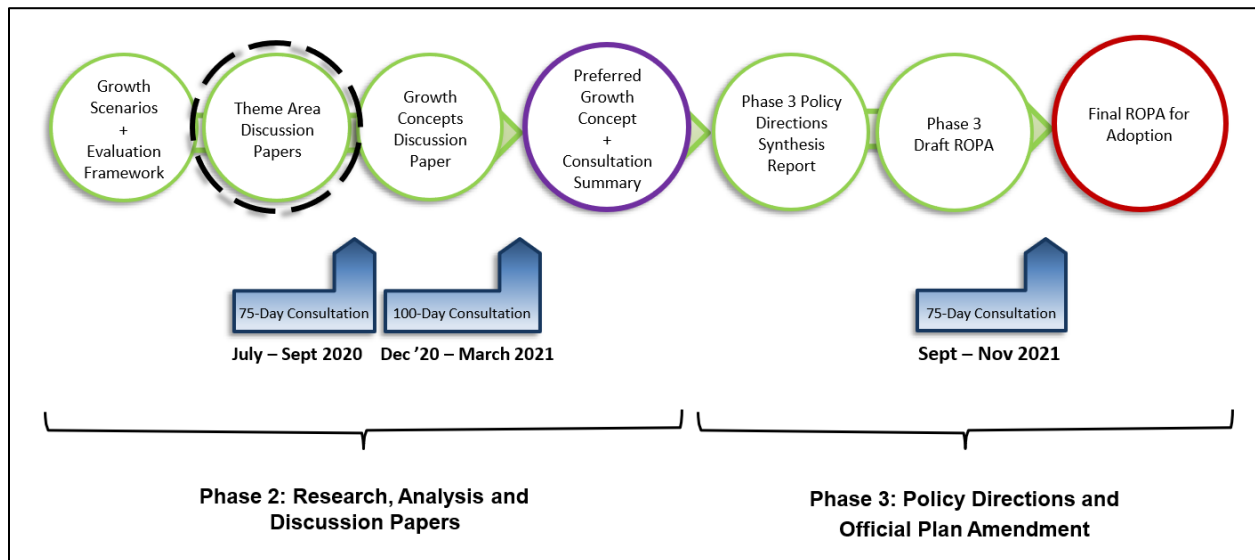 Growth
Scenarios
+
Evaluation
Framework
Theme Area
Discussion
Papers
Growth
Concepts
Discussion
Paper
Preferred
Growth
Concept
+
Consultation
Summary
Phase 3 Policy
Directions
Synthesis
Report
Phase 3
Draft ROPA
Final ROPA for
Adoption
75-Day Consultation
100-Day Consultation
75-Day Consultation
July – Sept 2020
Dec '20 – March 2021
Sept – Nov 2021
Phase 2: Research, Analysis and
Discussion Papers
Phase 3: Policy Directions and
Official Plan Amendment